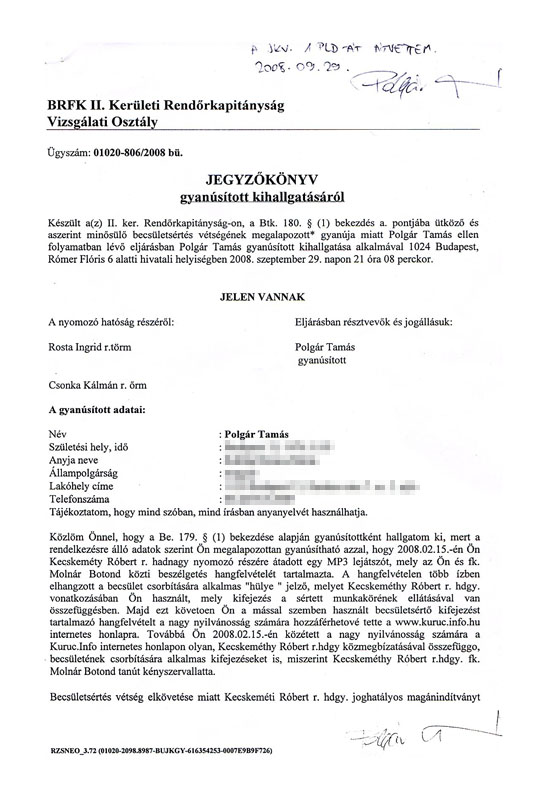 A JKV. 1 PLD-ÁT ÁTVETTEM.
2008.09.29.
BRFK II. Kerületi Rendőrkapitányság
Vizsgálati Osztály
Ügyszám: 01020-806/2008 bü.
JEGYZŐKÖNYV
gyanúsított kihallgatásáról
Készült a(z) II. ker. Rendőrkapitányság-on, a Btk. 180. § (1) bekezdés a. pontjába ütköző és
aszerint minősülő becsületsértés vétségének megalapozott* gyanúja miatt Polgár Tamás ellen
folyamatban lévő eljárásban Polgár Tamás gyanúsított kihallgatása alkalmával 1024 Budapest,
Rómer Flóris 6 alatti hivatali helyiségben 2008. szeptember 29. napon 21 óra 08 perckor.
JELEN VANNAK
A nyomozó hatóság részéről:
Eljárásban résztvevők és jogállásuk:
Rosta Ingrid r.törm
Polgár Tamás
gyanúsított
Csonka Kálmán r. őrm
A gyanúsított adatai:
Név : Polgár Tamás
Születési hely, idő :
Anyja neve :
Állampolgárság :
Lakóhely címe :
Telefonszáma :
Tájékoztatom, hogy mind szóban, mind írásban anyanyelvét használhatja.
Közlöm Önnel, hogy a Be. 179. § (1) bekezdése alapján gyanúsítottként hallgatom ki, mert a
rendelkezésre álló adatok szerint Ön megalapozottan gyanúsítható azzal, hogy 2008.02.15.-én Ön
Kecskeméty Róbert r. hadnagy nyomozó részére átadott egy MP3 lejátszót, mely az Ön és fk.
Molnár Botond közti beszélgetés hangfelvételét tartalmazta. A hangfelvételen több ízben
elhangzott a becsület csorbítására alkalmas "hülye " jelző, melyet Kecskeméthy Róbert r. hdgy.
vonatkozásában Ön használt, mely kifejezés a sértett munkakörének ellátásával van
összefüggésben. Majd ezt követoen Ön a mással szemben használt becsületsértő kifejezést
tartalmazó hangfelvételt a nagy nyilvánosság számára hozzáférhetővé tette a www.kuruc.info.hu
internetes honlapra. Továbbá Ön 2008.02.15.-én közétett a nagy nyilvánosság számára a
Kuruc.Info internetes honlapon olyan, Kecskeméthy Róbert r.hdgy közmegbízatásával összefüggo,
becsületének csorbítására alkalmas kifejezéseket is, miszerint Kecskeméthy Róbert r.hdgy. fk.
Molnár Botond tanút kényszervallatta.
Becsületsértés vétség elkövetése miatt Kecskeméti Róbert r. hdgy. joghatályos magánindítványt
RZSNEO_3.72 (01020-2098.8987-BUJKGY-616354253-0007E9B9F726)